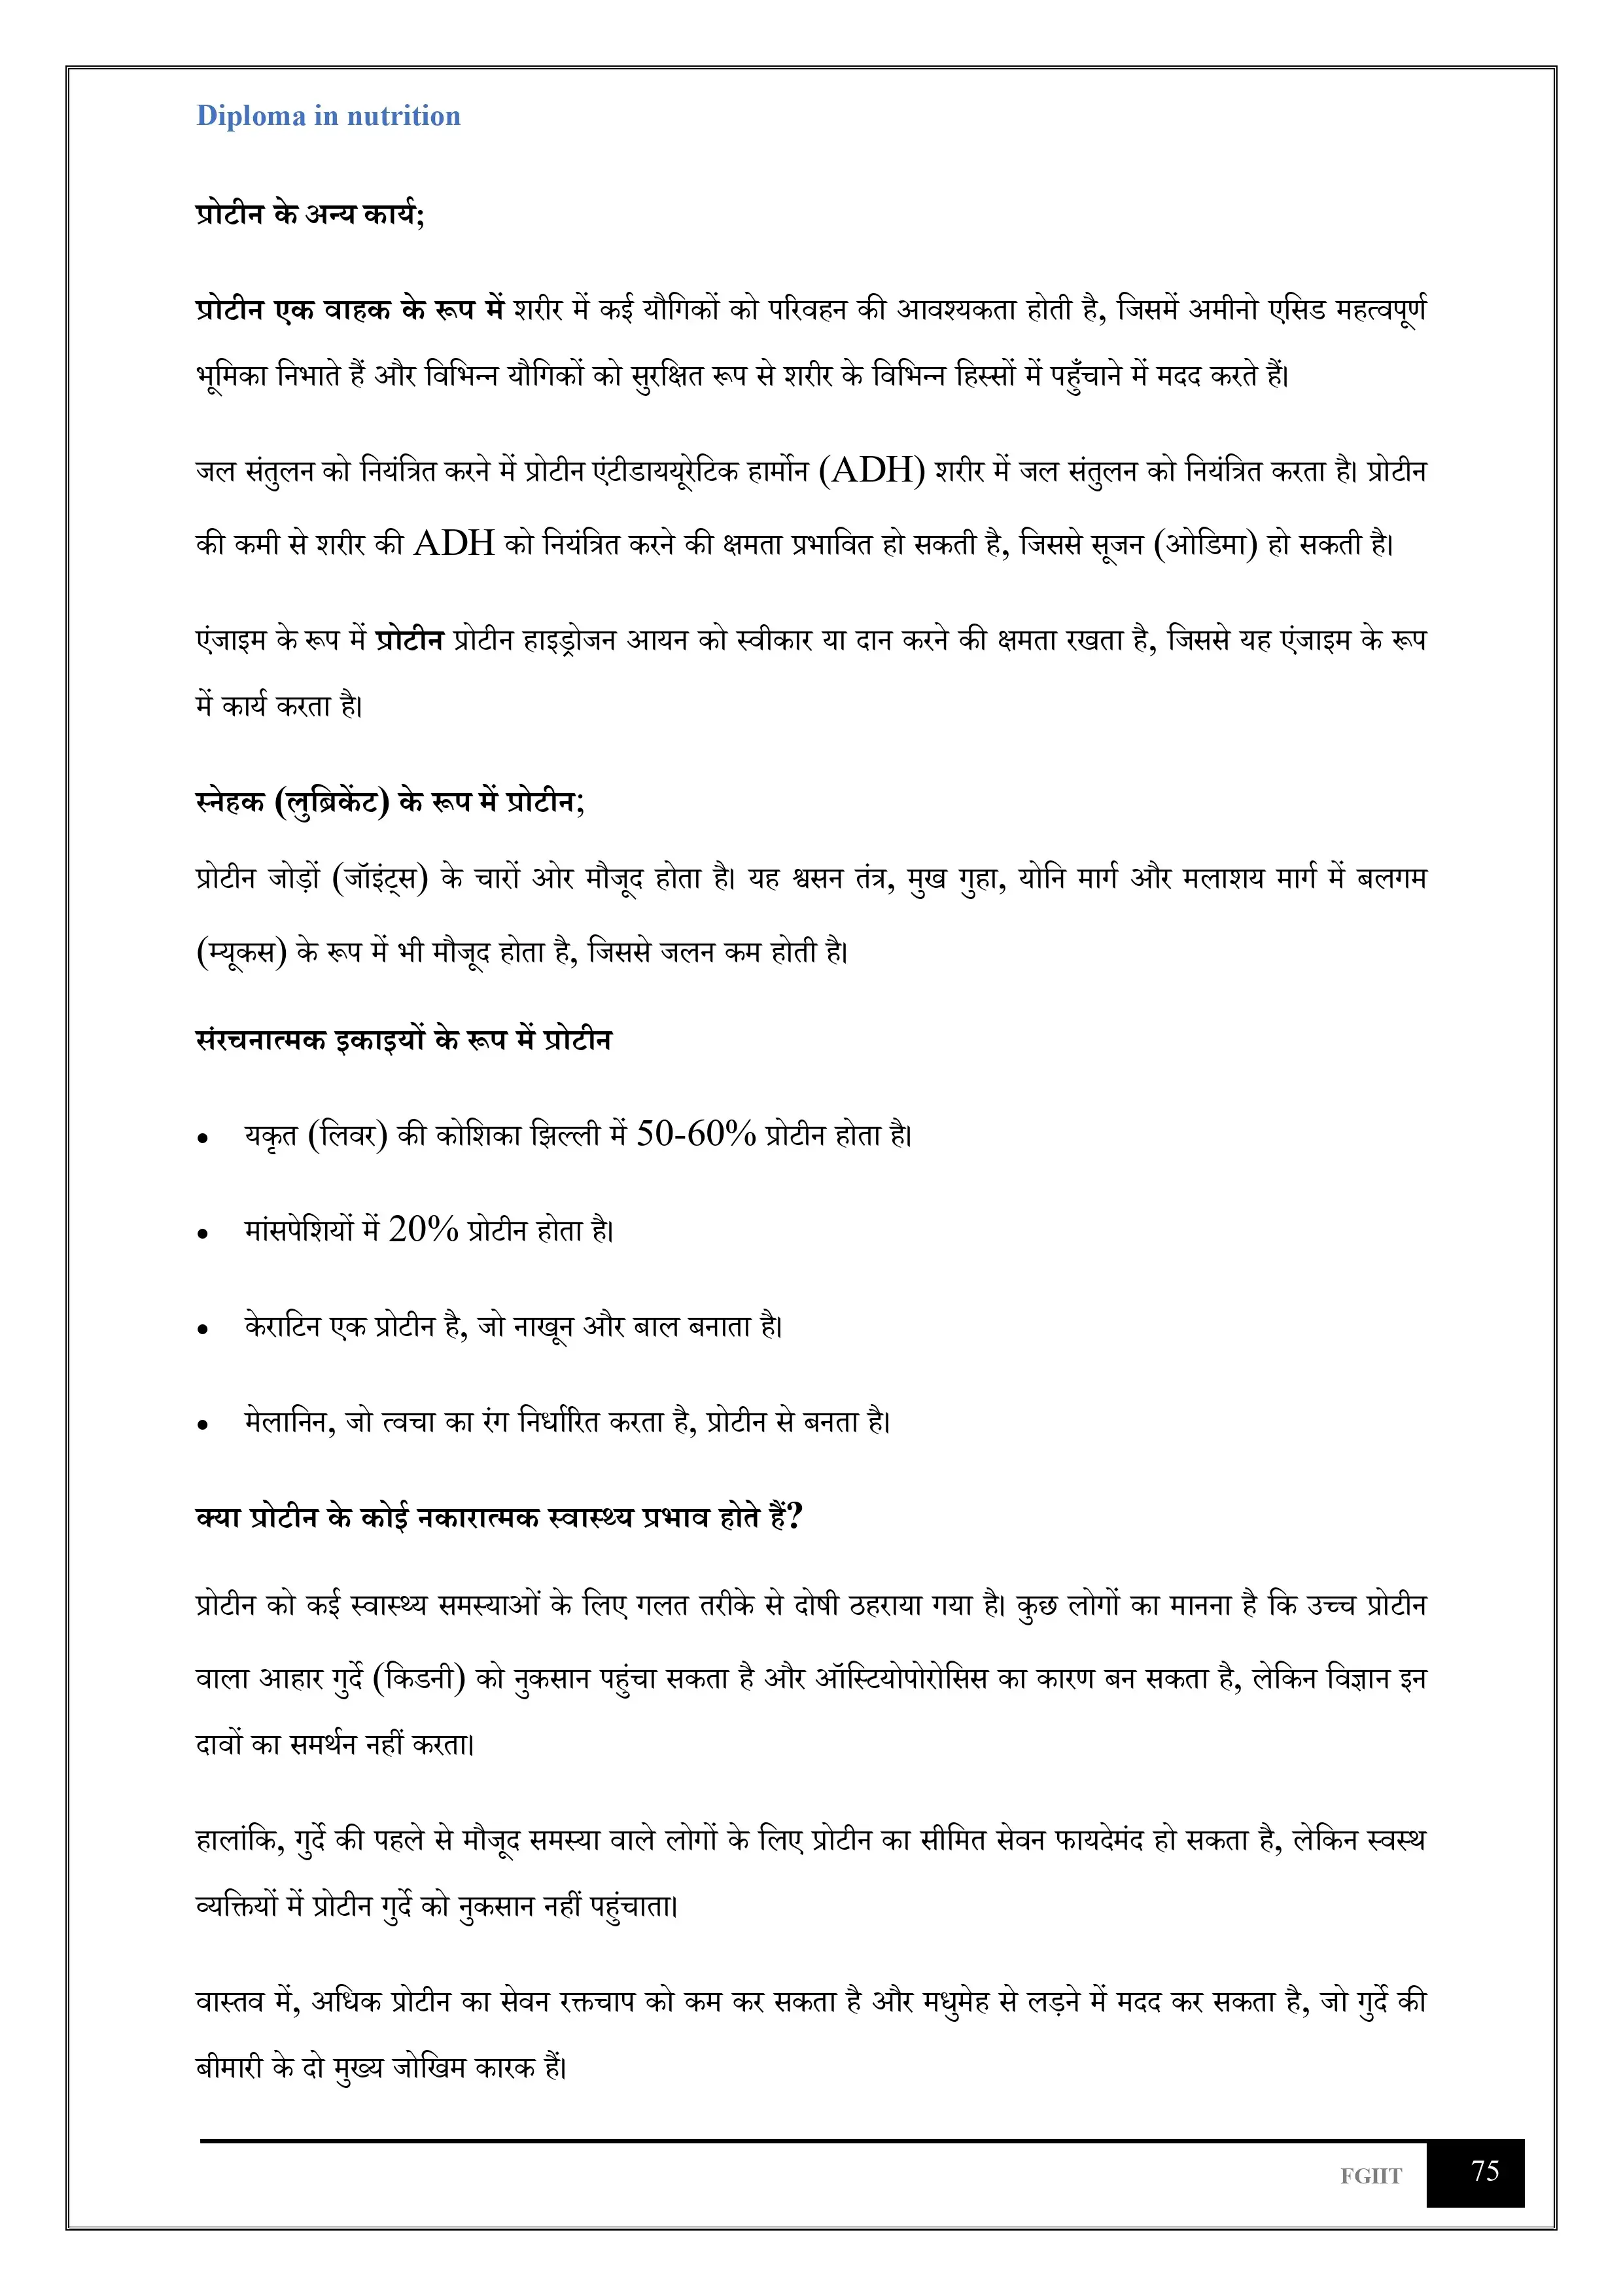 Diploma in nutrition
प्रोटीन के अन्य कार्य;
प्रोटीन एक वाहक के रूप में शरीर में कई यौगिकों को परिवहन की आवश्यकता होती है, जिसमें अमीनो एसिड महत्वपूर्ण
भूमिका निभाते हैं और विभिन्न यौगिकों को सुरक्षित रूप से शरीर के विभिन्न हिस्सों में पहुँचाने में मदद करते हैं।
जल संतुलन को नियंत्रित करने में प्रोटीन एंटीडाययूरेटिक हार्मोन (ADH) शरीर में जल संतुलन को नियंत्रित करता है। प्रोटीन
की कमी से शरीर की ADH को नियंत्रित करने की क्षमता प्रभावित हो सकती है, जिससे सूजन (ओडिमा) हो सकती है।
एंजाइम के रूप में प्रोटीन प्रोटीन हाइड्रोजन आयन को स्वीकार या दान करने की क्षमता रखता है, जिससे यह एंजाइम के रूप
में कार्य करता है।
स्नेहक (लुब्रिकेंट) के रूप में प्रोटीन;
प्रोटीन जोड़ों (जॉइंट्स) के चारों ओर मौजूद होता है। यह श्वसन तंत्र, मुख गुहा, योनि मार्ग और मलाशय मार्ग में बलगम
(म्यूकस) के रूप में भी मौजूद होता है, जिससे जलन कम होती है।
संरचनात्मक इकाइयों के रूप में प्रोटीन
• यकृत (लिवर) की कोशिका झिल्ली में 50-60% प्रोटीन होता है।
• मांसपेशियों में 20% प्रोटीन होता है।
• केराटिन एक प्रोटीन है, जो नाखून और बाल बनाता है।
• मेलानिन, जो त्वचा का रंग निर्धारित करता है, प्रोटीन से बनता है।
क्या प्रोटीन के कोई नकारात्मक स्वास्थ्य प्रभाव होते हैं?
प्रोटीन को कई स्वास्थ्य समस्याओं के लिए गलत तरीके से दोषी ठहराया गया है। कुछ लोगों का मानना है कि उच्च प्रोटीन
वाला आहार गुर्दे (किडनी) को नुकसान पहुंचा सकता है और ऑस्टियोपोरोसिस का कारण बन सकता है, लेकिन विज्ञान इन
दावों का समर्थन नहीं करता।
हालांकि, गुर्दे की पहले से मौजूद समस्या वाले लोगों के लिए प्रोटीन का सीमित सेवन फायदेमंद हो सकता है, लेकिन स्वस्थ
व्यक्तियों में प्रोटीन गुर्दे को नुकसान नहीं पहुंचाता।
वास्तव में, अधिक प्रोटीन का सेवन रक्तचाप को कम कर सकता है और मधुमेह से लड़ने में मदद कर सकता है, जो गुर्दे की
बीमारी के दो मुख्य जोखिम कारक हैं।
FGIIT 75